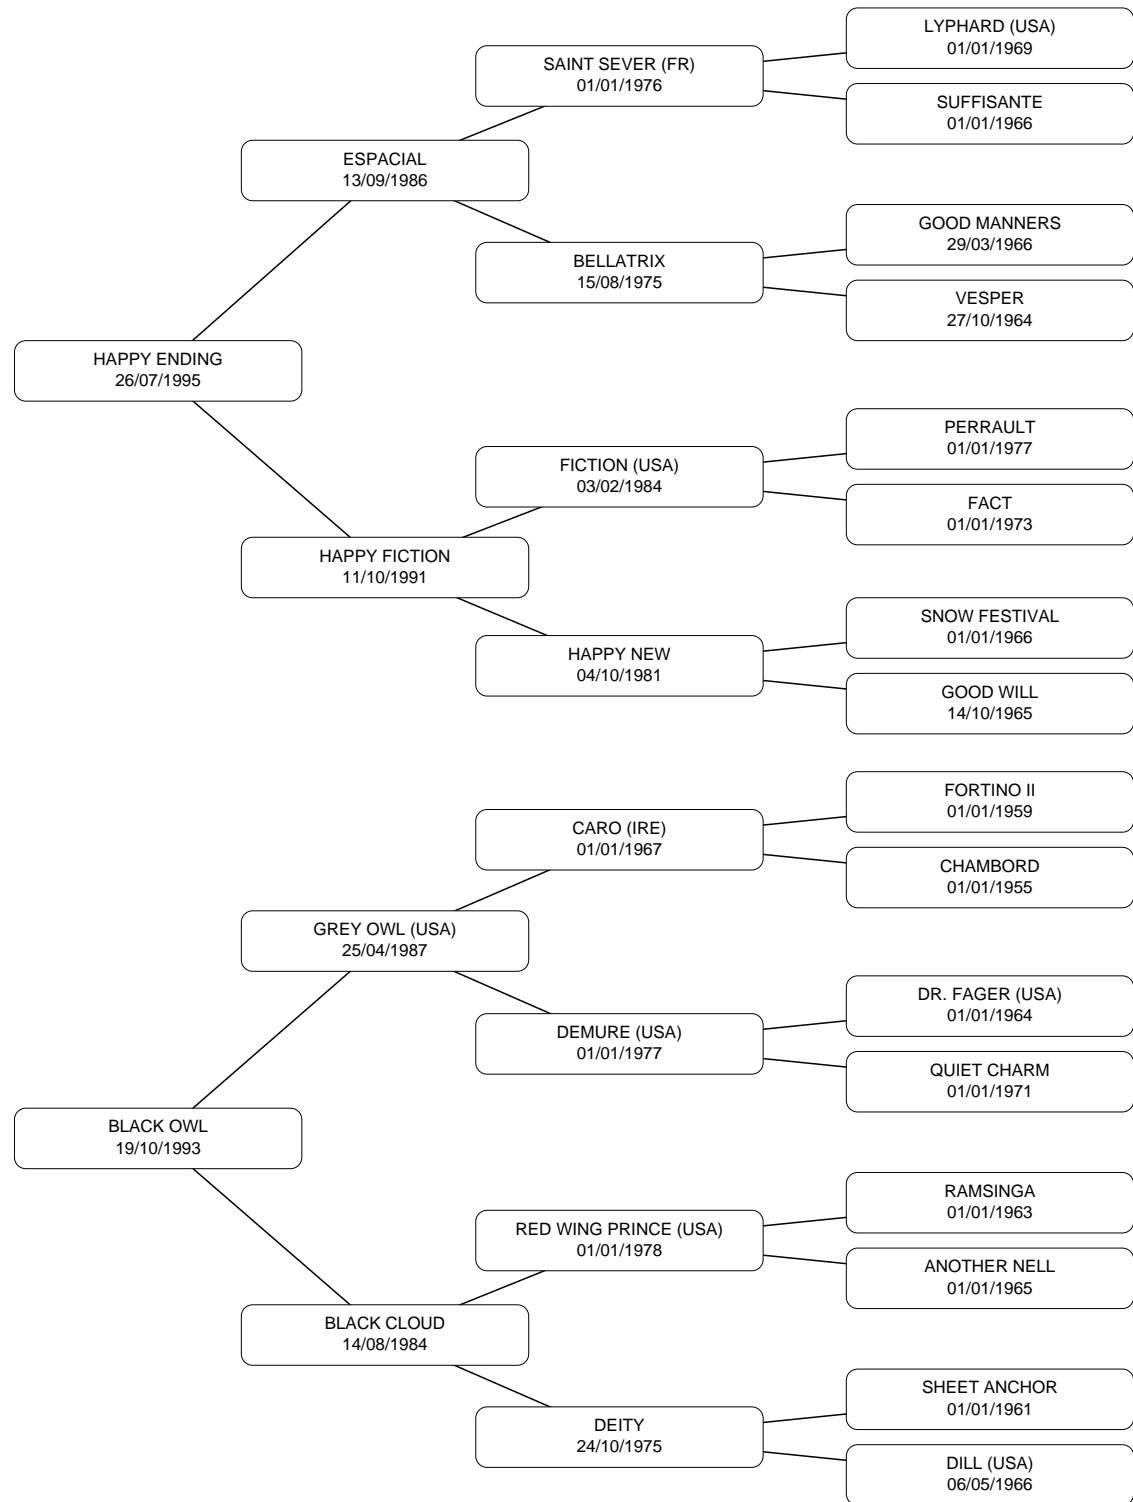 LYPHARD (USA)
01/01/1969
SAINT SEVER (FR)
01/01/1976
SUFFISANTE
01/01/1966
ESPACIAL
13/09/1986
GOOD MANNERS
29/03/1966
BELLATRIX
15/08/1975
VESPER
27/10/1964
HAPPY ENDING
26/07/1995
PERRAULT
01/01/1977
FICTION (USA)
03/02/1984
FACT
01/01/1973
HAPPY FICTION
11/10/1991
SNOW FESTIVAL
01/01/1966
HAPPY NEW
04/10/1981
GOOD WILL
14/10/1965
FORTINO II
01/01/1959
CARO (IRE)
01/01/1967
CHAMBORD
01/01/1955
GREY OWL (USA)
25/04/1987
DR. FAGER (USA)
01/01/1964
DEMURE (USA)
01/01/1977
QUIET CHARM
01/01/1971
BLACK OWL
19/10/1993
RAMSINGA
01/01/1963
RED WING PRINCE (USA)
01/01/1978
ANOTHER NELL
01/01/1965
BLACK CLOUD
14/08/1984
SHEET ANCHOR
01/01/1961
DEITY
24/10/1975
DILL (USA)
06/05/1966